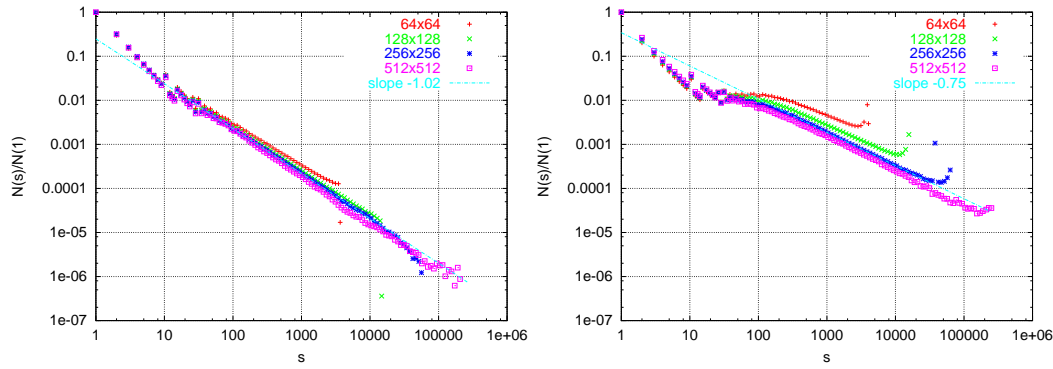 1
0.1
0.01
0.001
0.0001
1e-05
1e-06
1e-07
N(s)/N(1)
1 10 100 1000 10000 100000 1e+06
s
64x64
128x128
256x256
512x512
slope -1.02
1
0.1
0.01
0.001
0.0001
1e-05
1e-06
1e-07
N(s)/N(1)
1 10 100 1000 10000 100000 1e+06
s
64x64
128x128
256x256
512x512
slope -0.75